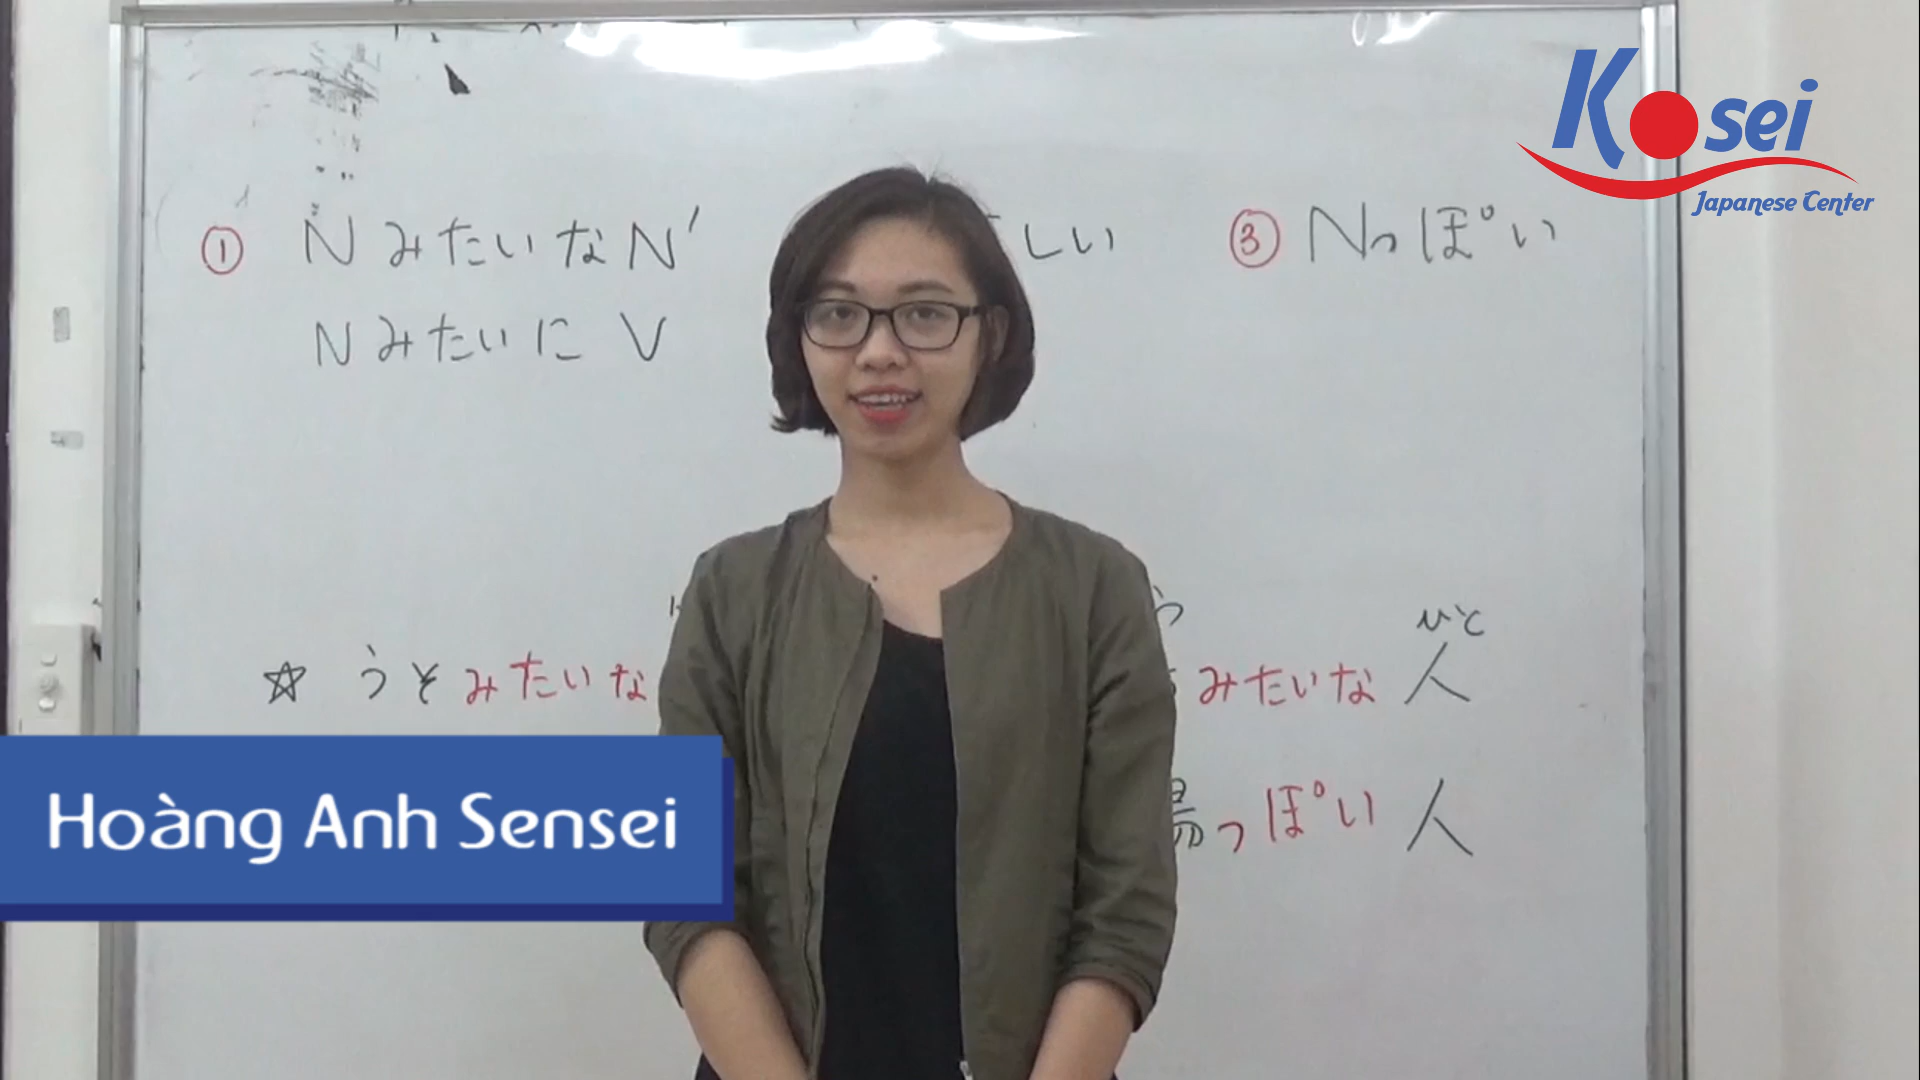 Kosei
Japanese Center
① N みたいな N' しい ③ Nっぽい
N みたいに V
ひと
☆ うそ みたいな みたいな 人
っぽい 人
Hoàng Anh Sensei